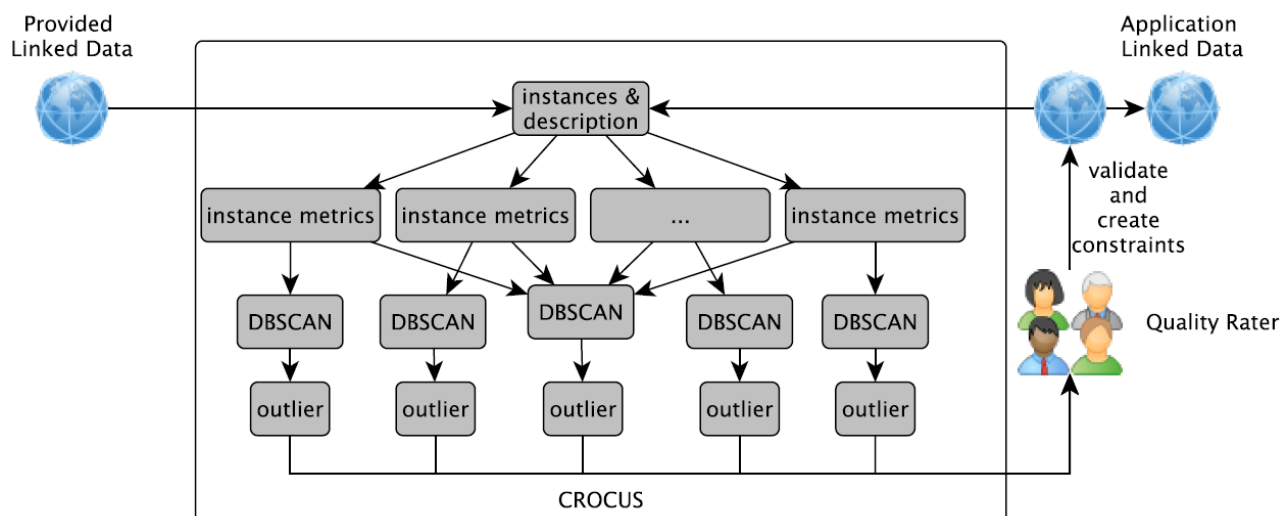 Provided
Linked Data
Application
Linked Data
instances &
description
instance metrics
instance metrics
...
instance metrics
validate
and
create
constraints
DBSCAN
DBSCAN
DBSCAN
DBSCAN
DBSCAN
Quality Rater
outlier
outlier
outlier
outlier
outlier
CROCUS